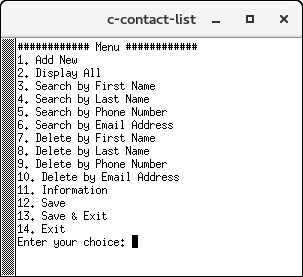 c-contact-list
############ Menu ############
1. Add New
2. Display All
3. Search by First Name
4. Search by Last Name
5. Search by Phone Number
6. Search by Email Address
7. Delete by First Name
8. Delete by Last Name
9. Delete by Phone Number
10. Delete by Email Address
11. Information
12. Save
13. Save & Exit
14. Exit
Enter your choice: